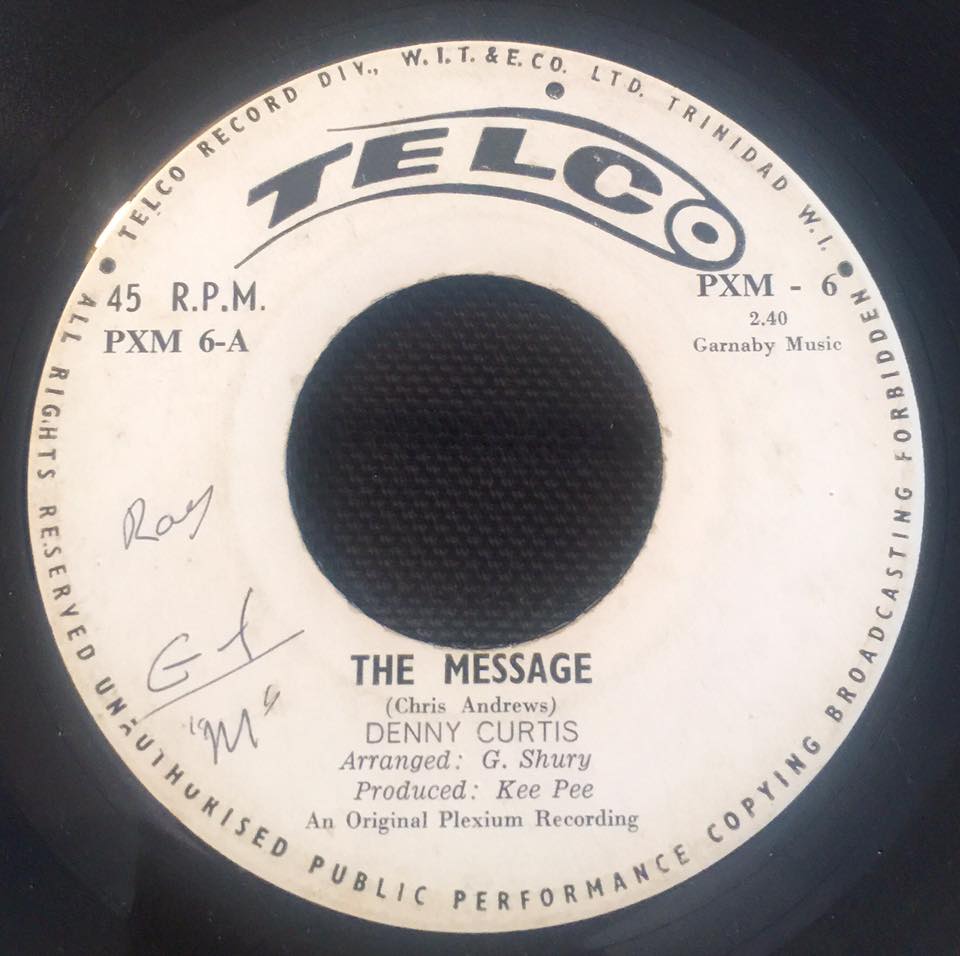 TELCO RECORD DIV., W.I.T. & E. CO. LTD. TRINIDAD W.I.
TELCO
45 R.P.M.
PXM 6-A
PXM - 6
2.40
Garnaby Music
Ray
"M"
THE MESSAGE
(Chris Andrews)
DENNY CURTIS
Arranged: G. Shury
Produced: Kee Pee
An Original Plexium Recording
ALL RIGHTS RESERVED UNAUTHORISED PUBLIC PERFORMANCE COPYING BROADCASTING FORBIDDEN